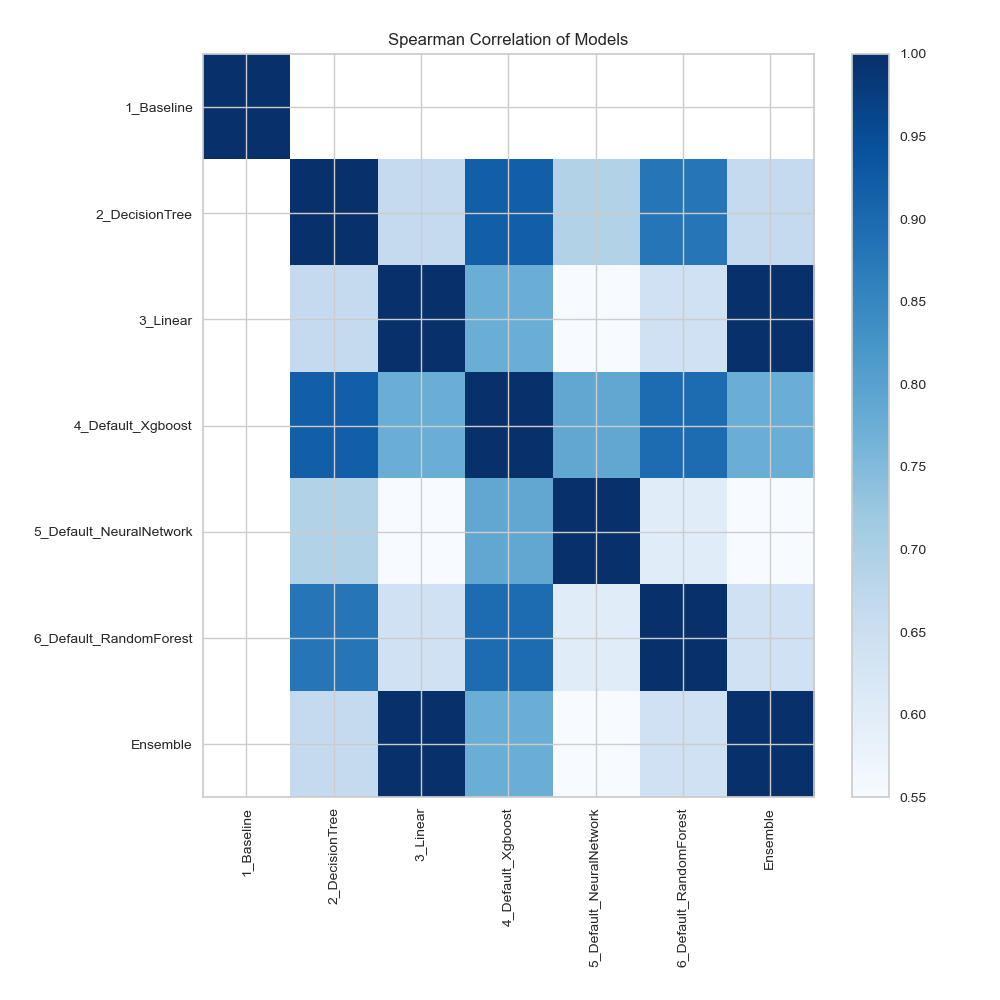 Spearman Correlation of Models
1_Baseline
2_DecisionTree
3_Linear
4_Default_Xgboost
5_Default_NeuralNetwork
6_Default_RandomForest
Ensemble
1_Baseline
2_DecisionTree
3_Linear
4_Default_Xgboost
5_Default_NeuralNetwork
6_Default_RandomForest
Ensemble
1.00
0.95
0.90
0.85
0.80
0.75
0.70
0.65
0.60
0.55